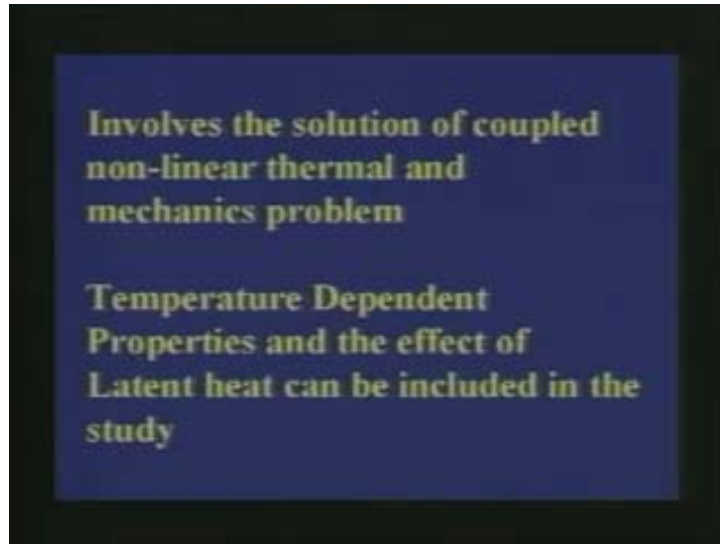 Involves the solution of coupled
non-linear thermal and
mechanics problem
Temperature Dependent
Properties and the effect of
Latent heat can be included in the
study